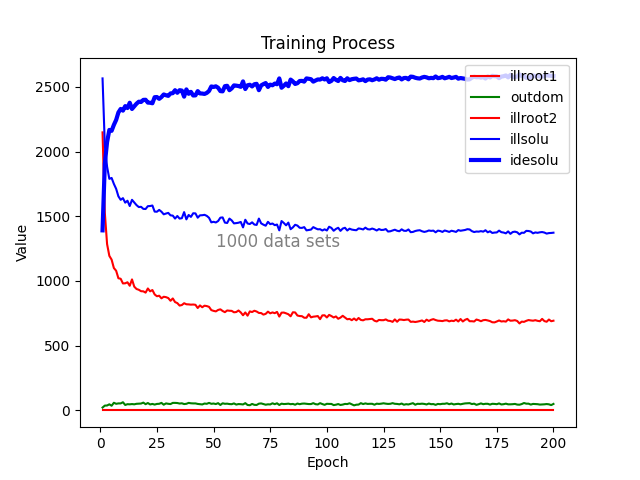 Training Process
Value
2500
2000
1500
1000
500
0
illroot1
outdom
illroot2
illsolu
idesolu
1000 data sets
0 25 50 75 100 125 150 175 200
Epoch